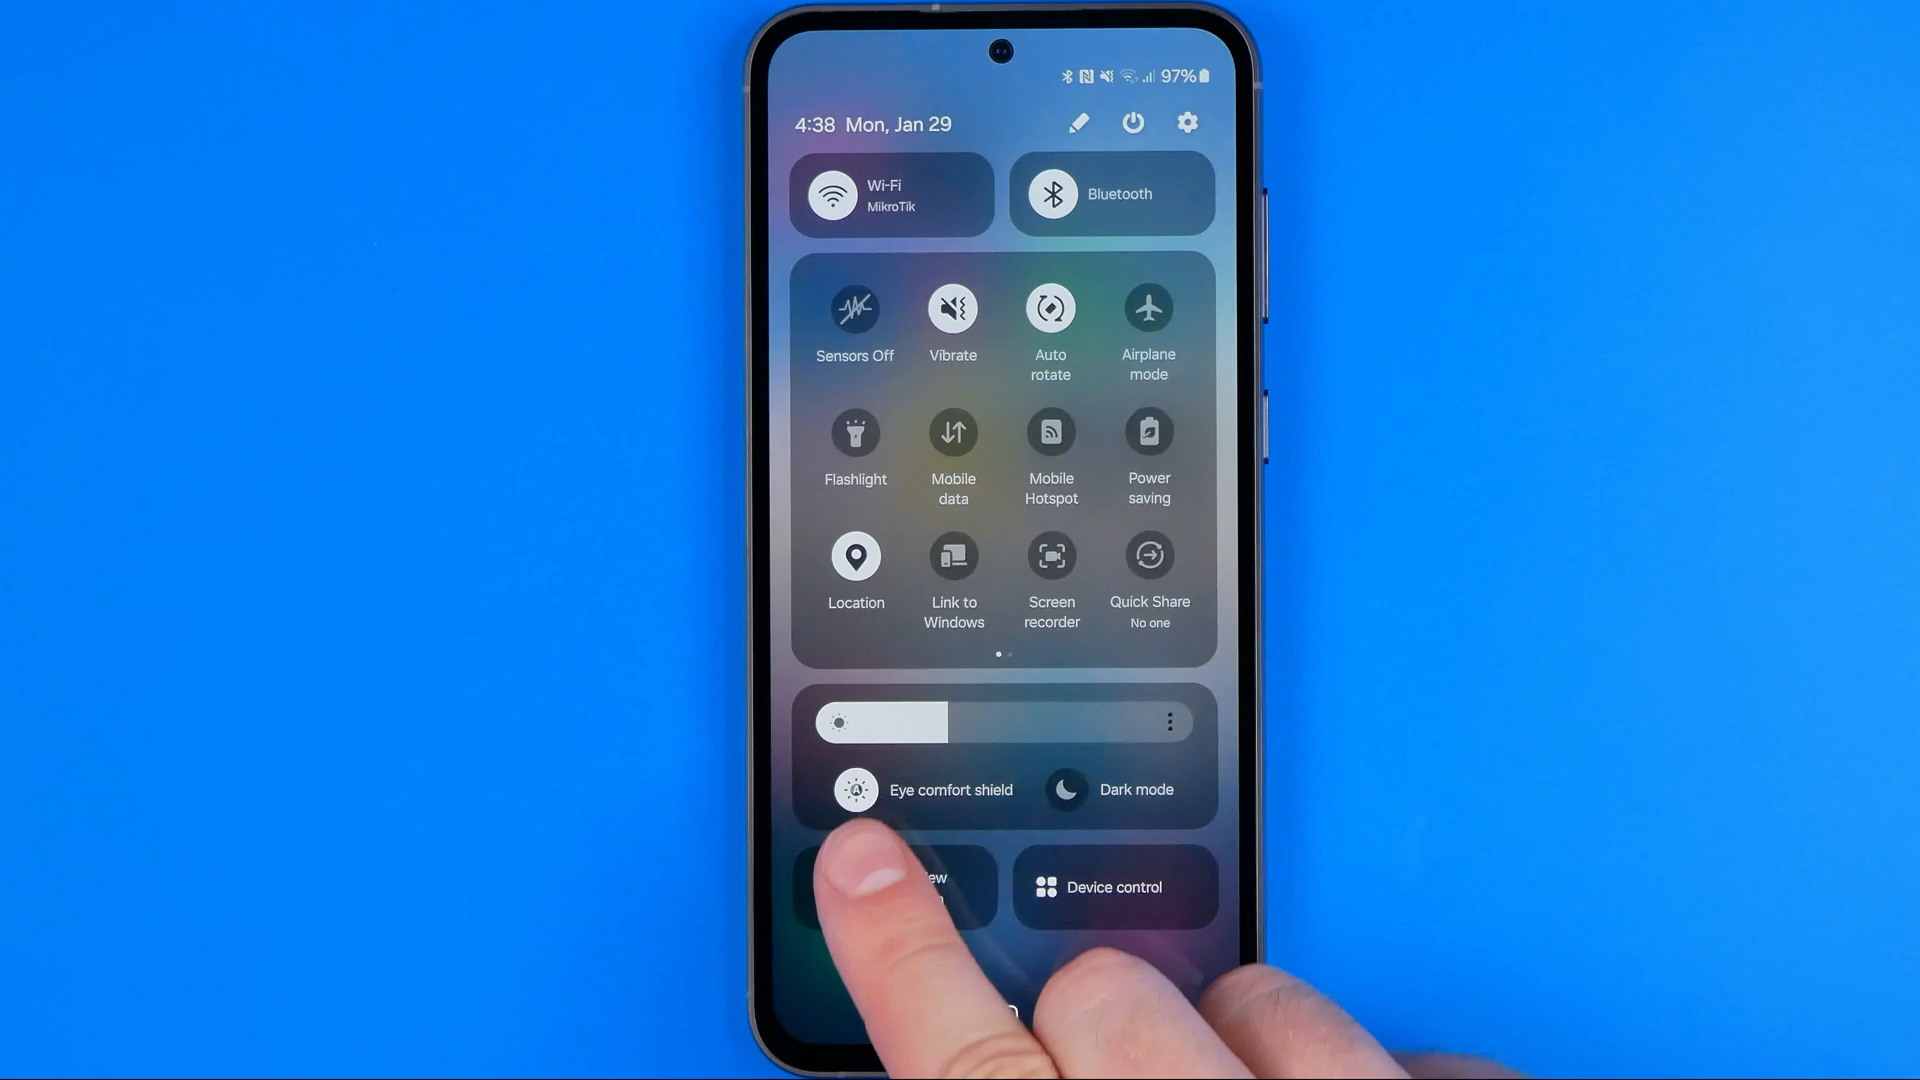 97%
4:38 Mon, Jan 29
Wi-Fi
MikroTik
Bluetooth
Sensors Off
Vibrate
Auto
rotate
Airplane
mode
Flashlight
Mobile
data
Mobile
Hotspot
Power
saving
Location
Link to
Windows
Screen
recorder
Quick Share
No one
Eye comfort shield
Dark mode
Device control